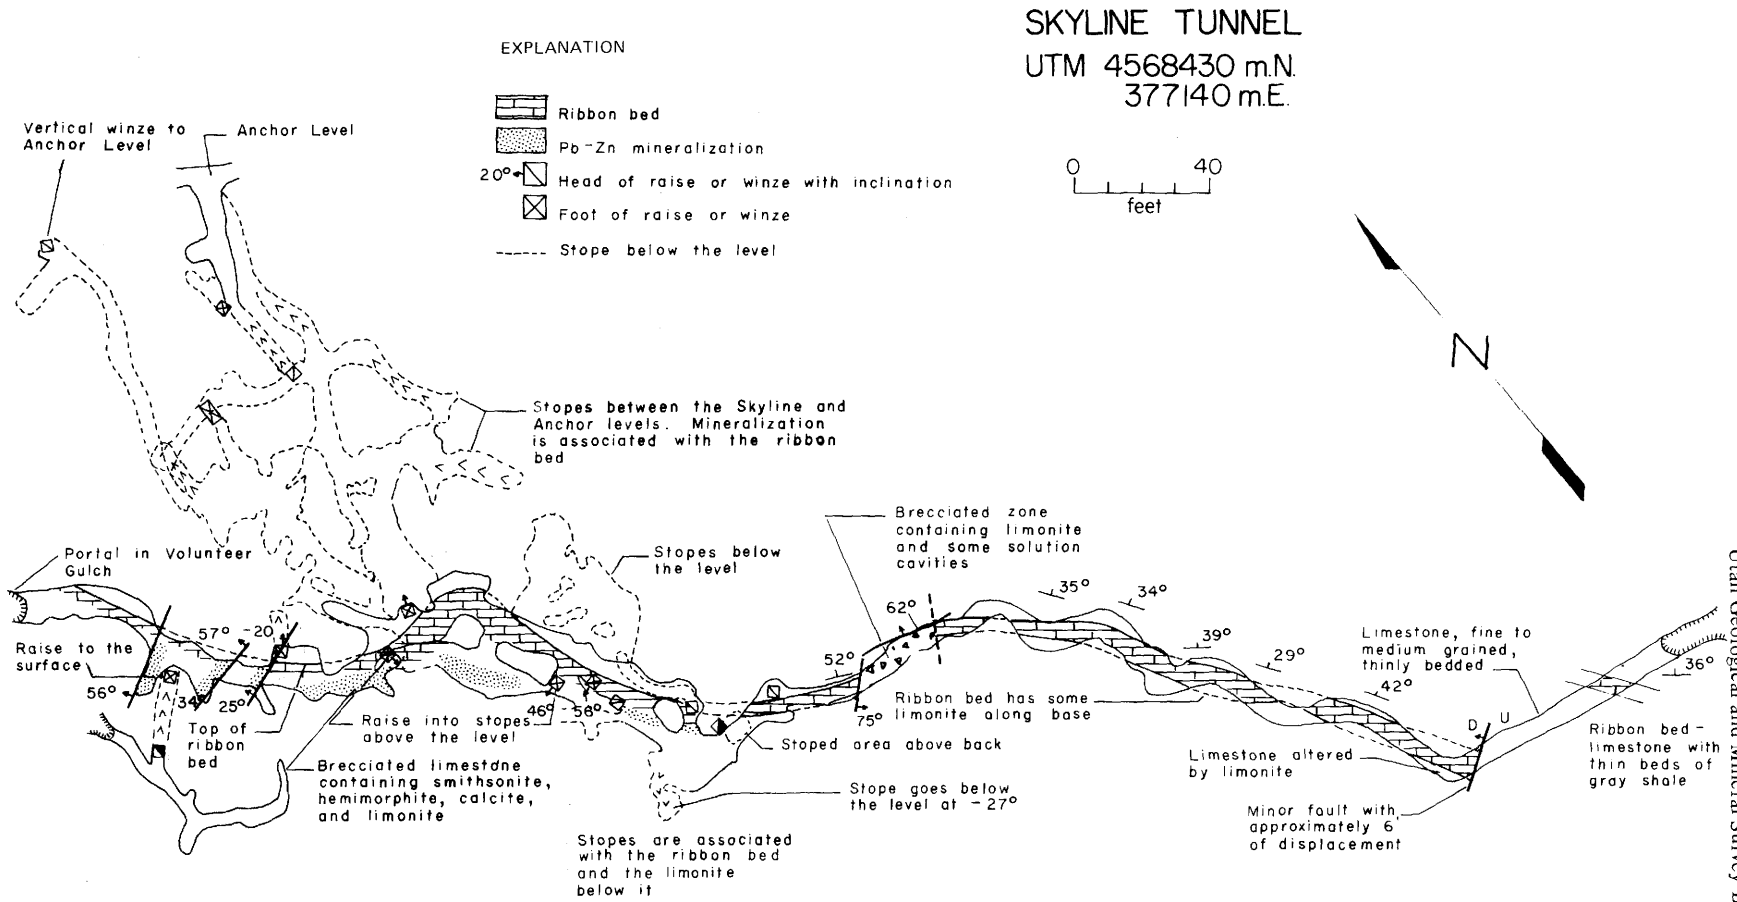 SKYLINE TUNNEL
UTM 4568430 m.N.
377140 m.E.
EXPLANATION
Ribbon bed
Pb-Zn mineralization
20° Head of raise or winze with inclination
Foot of raise or winze
Stope below the level
0 40
feet
N
Vertical winze to
Anchor Level
Anchor Level
Stopes between the Skyline and
Anchor levels. Mineralization
is associated with the ribbon
bed
Portal in Volunteer
Gulch
Raise to the
surface
56°
57°
20
34
25°
Top of
ribbon
bed
Raise into stopes
above the level
Brecciated limestone
containing smithsonite,
hemimorphite, calcite,
and limonite
Stopes below
the level
46°
56°
Stopes are associated
with the ribbon bed
and the limonite
below it
Stoped area above back
Stope goes below
the level at -27°
Brecciated zone
containing limonite
and some solution
cavities
52°
62°
75°
35°
34°
39°
29°
42°
Ribbon bed has some
limonite along base
Limestone altered
by limonite
Minor fault with
approximately 6'
of displacement
Limestone, fine to
medium grained,
thinly bedded
D U
36°
Ribbon bed-
limestone with
thin beds of
gray shale
Utah Geological and Mineral Survey B